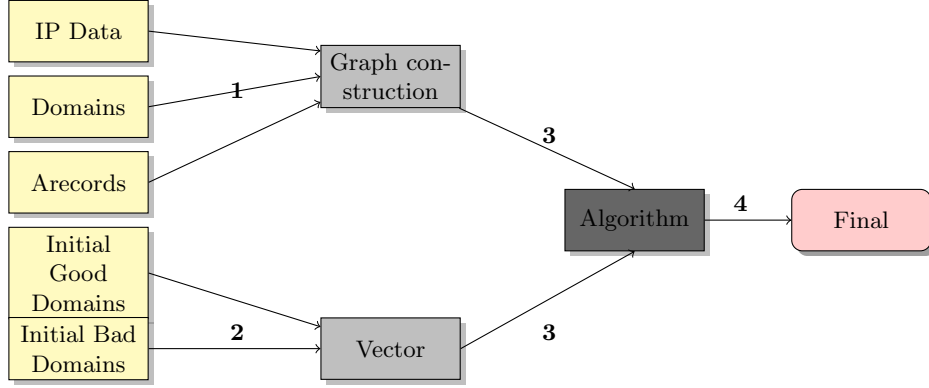 IP Data
Domains
Arecords
Initial
Good
Domains
Initial Bad
Domains
1
2
Graph con-
struction
Vector
3
3
Algorithm
4
Final